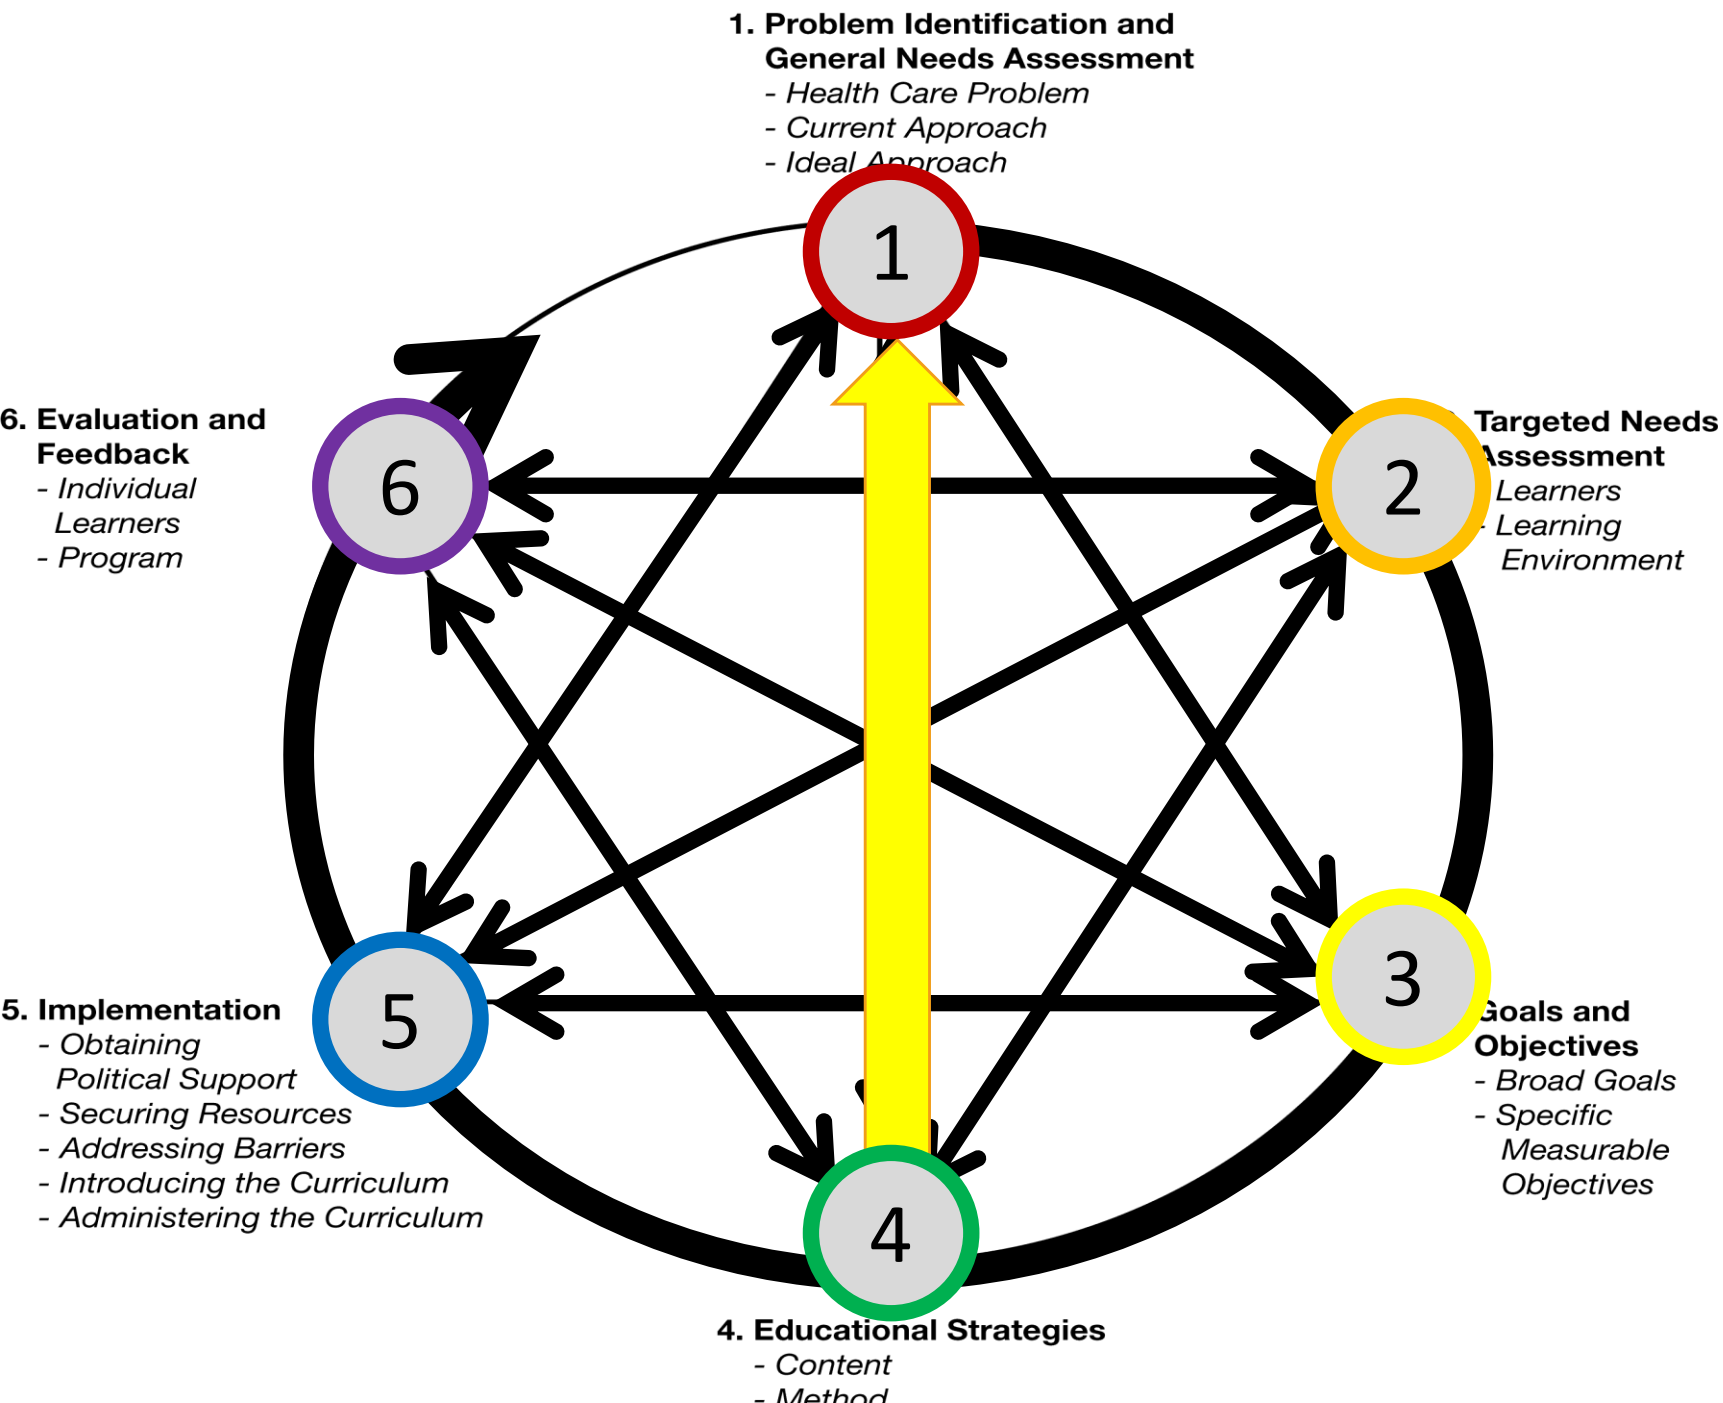 1. Problem Identification and
General Needs Assessment
- Health Care Problem
- Current Approach
- Ideal Approach
1
2
Targeted Needs
Assessment
Learners
- Learning
Environment
3
Goals and
Objectives
- Broad Goals
- Specific
Measurable
Objectives
4
4. Educational Strategies
- Content
- Method
5
5. Implementation
- Obtaining
Political Support
- Securing Resources
- Addressing Barriers
- Introducing the Curriculum
- Administering the Curriculum
6
6. Evaluation and
Feedback
- Individual
Learners
- Program